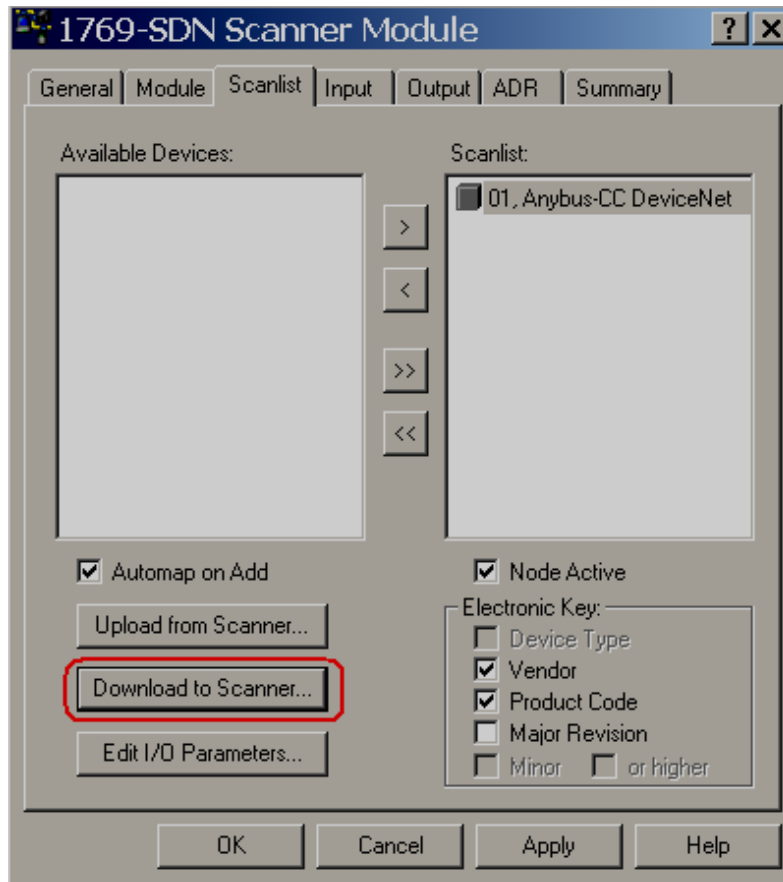 1769-SDN Scanner Module
? X
General Module Scanlist Input Output ADR Summary
Available Devices:
Scanlist:
01, Anybus-CC DeviceNet
>
<
>>
<<
Automap on Add
Node Active
Upload from Scanner...
Download to Scanner...
Edit I/O Parameters...
Electronic Key:
Device Type
Vendor
Product Code
Major Revision
Minor or higher
OK Cancel Apply Help